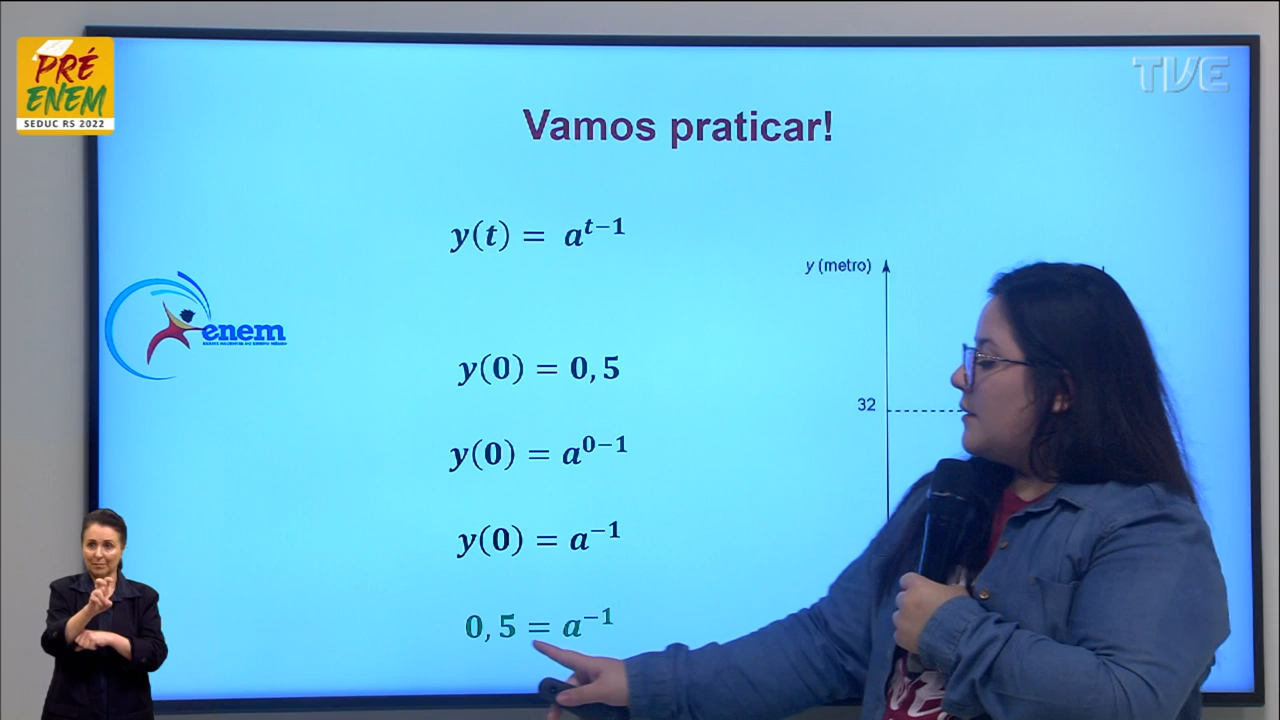 PRÉ
ENEM
SEDUC RS 2022
TVE
Vamos praticar!
y(t) = a^{t-1}
enem
y (metro)
y(0) = 0,5
32
y(0) = a^{0-1}
y(0) = a^{-1}
0,5 = a^{-1}